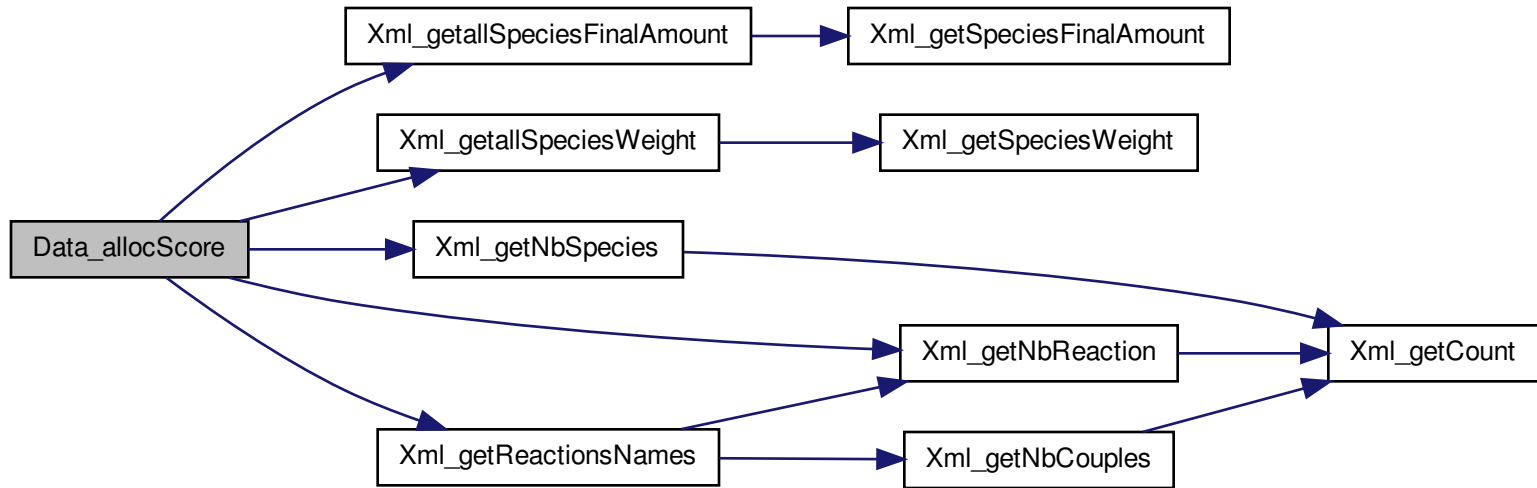 Xml_getallSpeciesFinalAmount
Xml_getSpeciesFinalAmount
Xml_getallSpeciesWeight
Xml_getSpeciesWeight
Data_allocScore
Xml_getNbSpecies
Xml_getNbReaction
Xml_getCount
Xml_getReactionsNames
Xml_getNbCouples